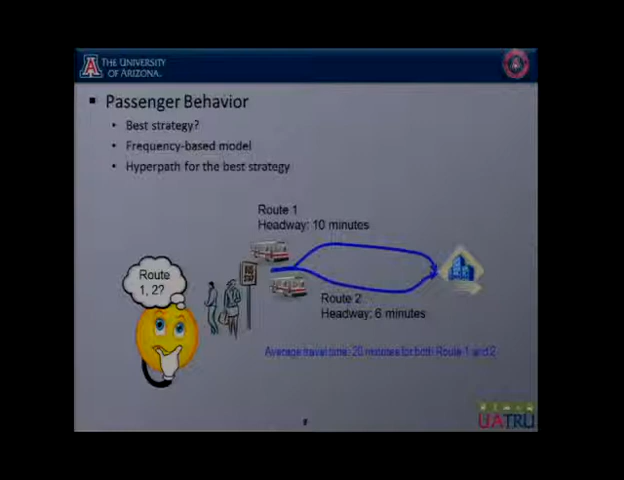 THE UNIVERSITY
OF ARIZONA.
Passenger Behavior
Best strategy?
Frequency-based model
Hyperpath for the best strategy
Route 1
Headway: 10 minutes
Route
1, 2?
BUS
STOP
Route 2
Headway: 6 minutes
Average travel time: 20 minutes for both Route 1 and 2
UATRU